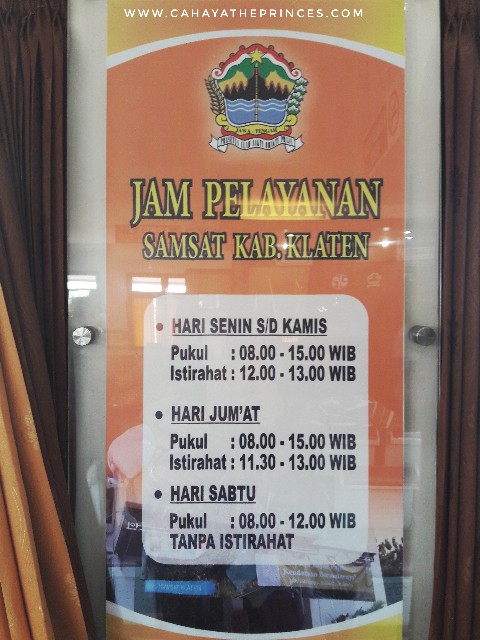 WWW.CAHAYATHEPRINCES.COM
JAWA - TENGAH
JAM PELAYANAN
SAMSAT KAB. KLATEN
• HARI SENIN S/D KAMIS
Pukul : 08.00 - 15.00 WIB
Istirahat : 12.00 - 13.00 WIB
• HARI JUM'AT
Pukul : 08.00 - 15.00 WIB
Istirahat : 11.30 - 13.00 WIB
• HARI SABTU
Pukul : 08.00 - 12.00 WIB
TANPA ISTIRAHAT